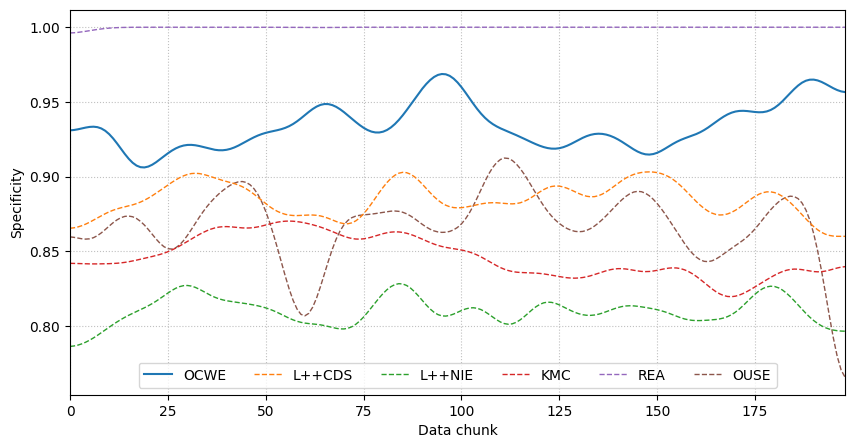 Specificity
1.00
0.95
0.90
0.85
0.80
OCWE L++CDS L++NIE KMC REA OUSE
0 25 50 75 100 125 150 175
Data chunk